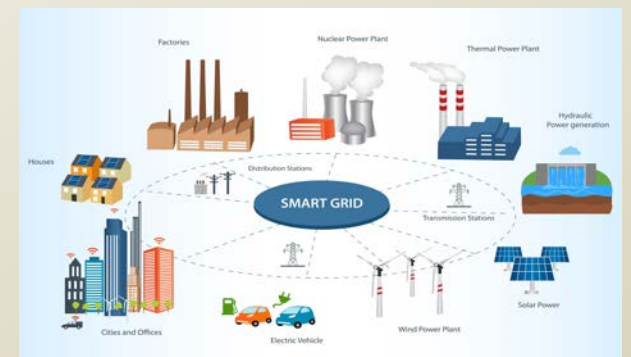 Factories
Nuclear Power Plant
Thermal Power Plant
Hydraulic
Power generation
Houses
Distribution Stations
SMART GRID
Transmission Stations
Solar Power
Cities and Offices
Electric Vehicle
Wind Power Plant